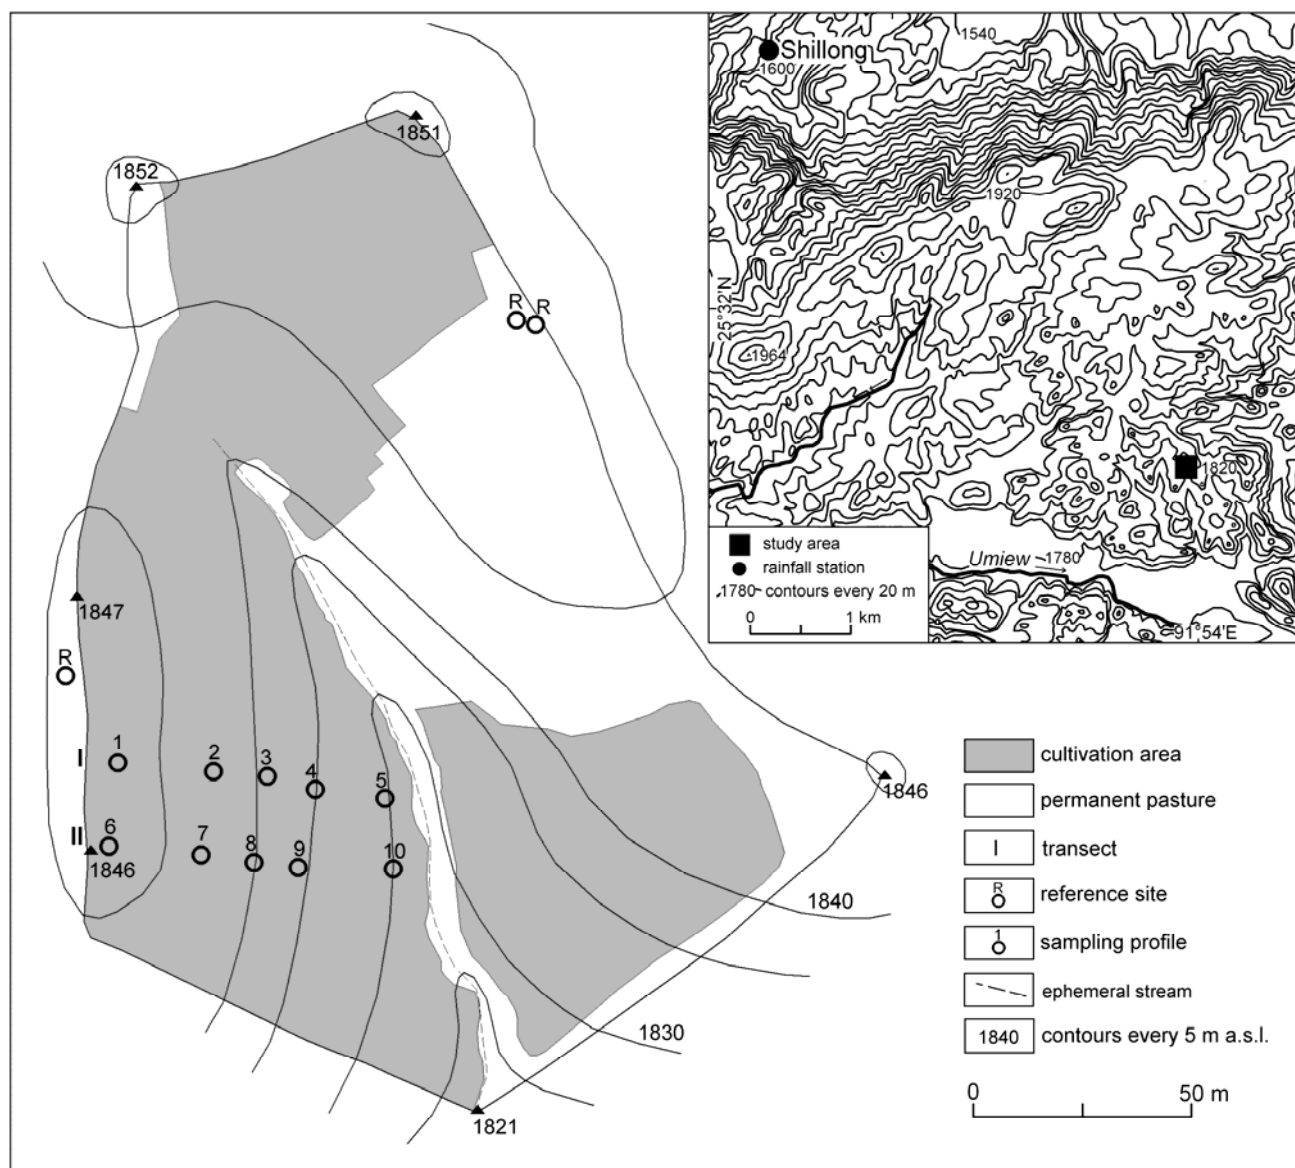 1851
1852
R R
1847
R
I 1 2 3 4 5
1846
II 6 7 8 9 10
1846
1840
1830
1821
1540
Shillong
1600
1920
25°32'N
1964
1820
study area
Umiew 1780
rainfall station
1780 contours every 20 m
0 1 km
91°54'E
cultivation area
permanent pasture
I transect
R reference site
1 sampling profile
ephemeral stream
1840 contours every 5 m a.s.l.
0 50 m